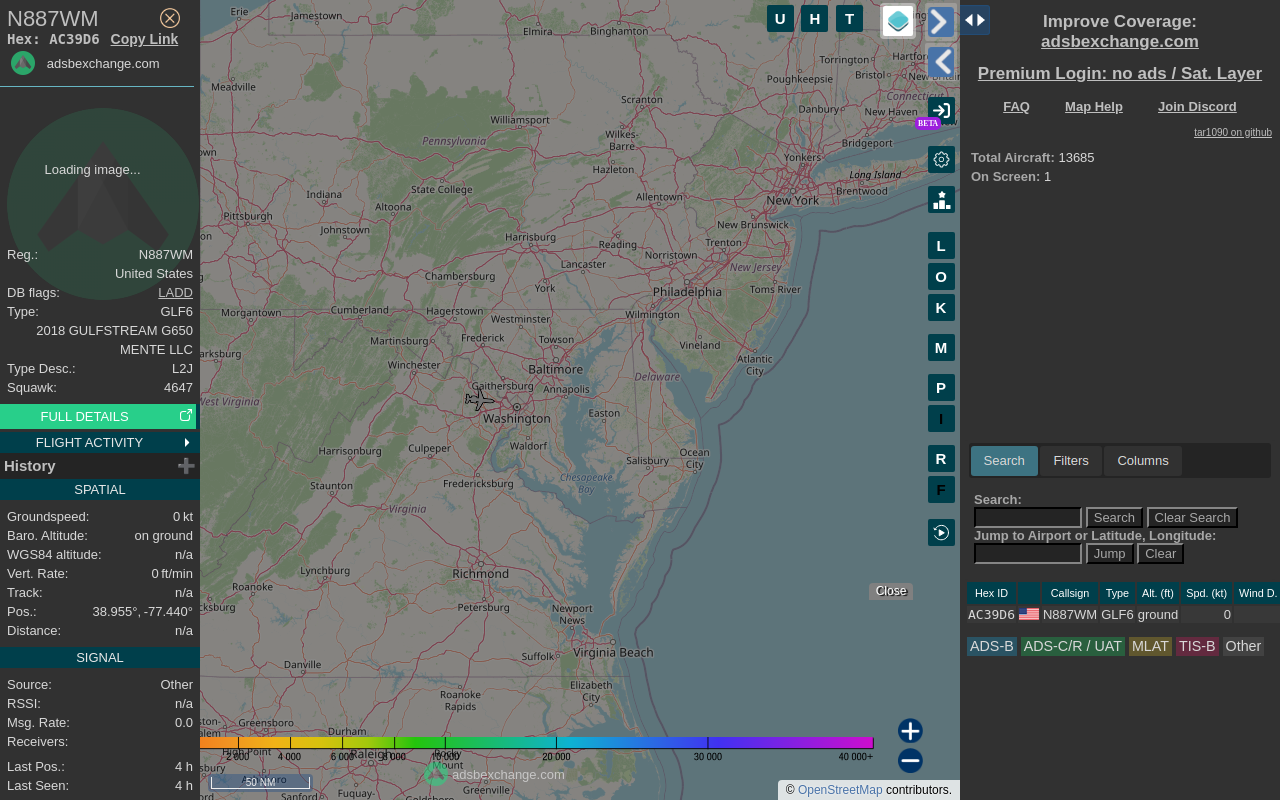 N887WM
Hex: AC39D6 Copy Link
adsbexchange.com
Loading image...
Reg.: N887WM
United States
DB flags: LADD
Type: GLF6
2018 GULFSTREAM G650
MENTE LLC
Type Desc.: L2J
Squawk: 4647
FULL DETAILS
FLIGHT ACTIVITY
History
SPATIAL
Groundspeed: 0 kt
Baro. Altitude: on ground
WGS84 altitude: n/a
Vert. Rate: 0 ft/min
Track: n/a
Pos.: 38.955°, -77.440°
Distance: n/a
SIGNAL
Source: Other
RSSI: n/a
Msg. Rate: 0.0
Receivers:
Last Pos.: 4 h
Last Seen: 4 h
U H T
BETA
L
O
K
M
P
I
R
F
Erie
Jamestown
Elmira
Binghamton
Torrington
Poughkeepsie
Bristol
Connecticut
Meadville
Scranton
Danbury
New Haven
Williamsport
Bridgeport
Pennsylvania
Wilkes-
Barre
Yonkers
Hazleton
Long Island
Indiana
State College
Allentown
Brentwood
New York
Altoona
Pittsburgh
Johnstown
Harrisburg
Reading
New Brunswick
Trenton
Norristown
Lancaster
New Jersey
Chambersburg
York
Philadelphia
Toms River
Morgantown
Cumberland
Hagerstown
Westminster
Wilmington
Martinsburg
Frederick
Towson
Vineland
Winchester
Baltimore
Atlantic
City
Gaithersburg
Annapolis
Delaware
West Virginia
Easton
Washington
Waldorf
Harrisonburg
Culpeper
Ocean
City
Salisbury
Staunton
Fredericksburg
Chesapeake
Bay
Virginia
Lynchburg
Richmond
Roanoke
Petersburg
Newport
News
Close
Suffolk
Virginia Beach
Danville
Elizabeth
City
Roanoke
Rapids
Greensboro
Durham
High Point
Raleigh
Rocky
Mount
2 000 4 000 6 000 8 000 10 000 20 000 30 000 40 000+
adsbexchange.com
50 NM
Sanford
Fuquay-
Goldsboro
Greenville
© OpenStreetMap contributors.
Improve Coverage:
adsbexchange.com
Premium Login: no ads / Sat. Layer
FAQ Map Help Join Discord
tar1090 on github
Total Aircraft: 13685
On Screen: 1
Search Filters Columns
Search:
Search Clear Search
Jump to Airport or Latitude, Longitude:
Jump Clear
Hex ID Callsign Type Alt. (ft) Spd. (kt) Wind D.
AC39D6 N887WM GLF6 ground 0
ADS-B ADS-C/R / UAT MLAT TIS-B Other